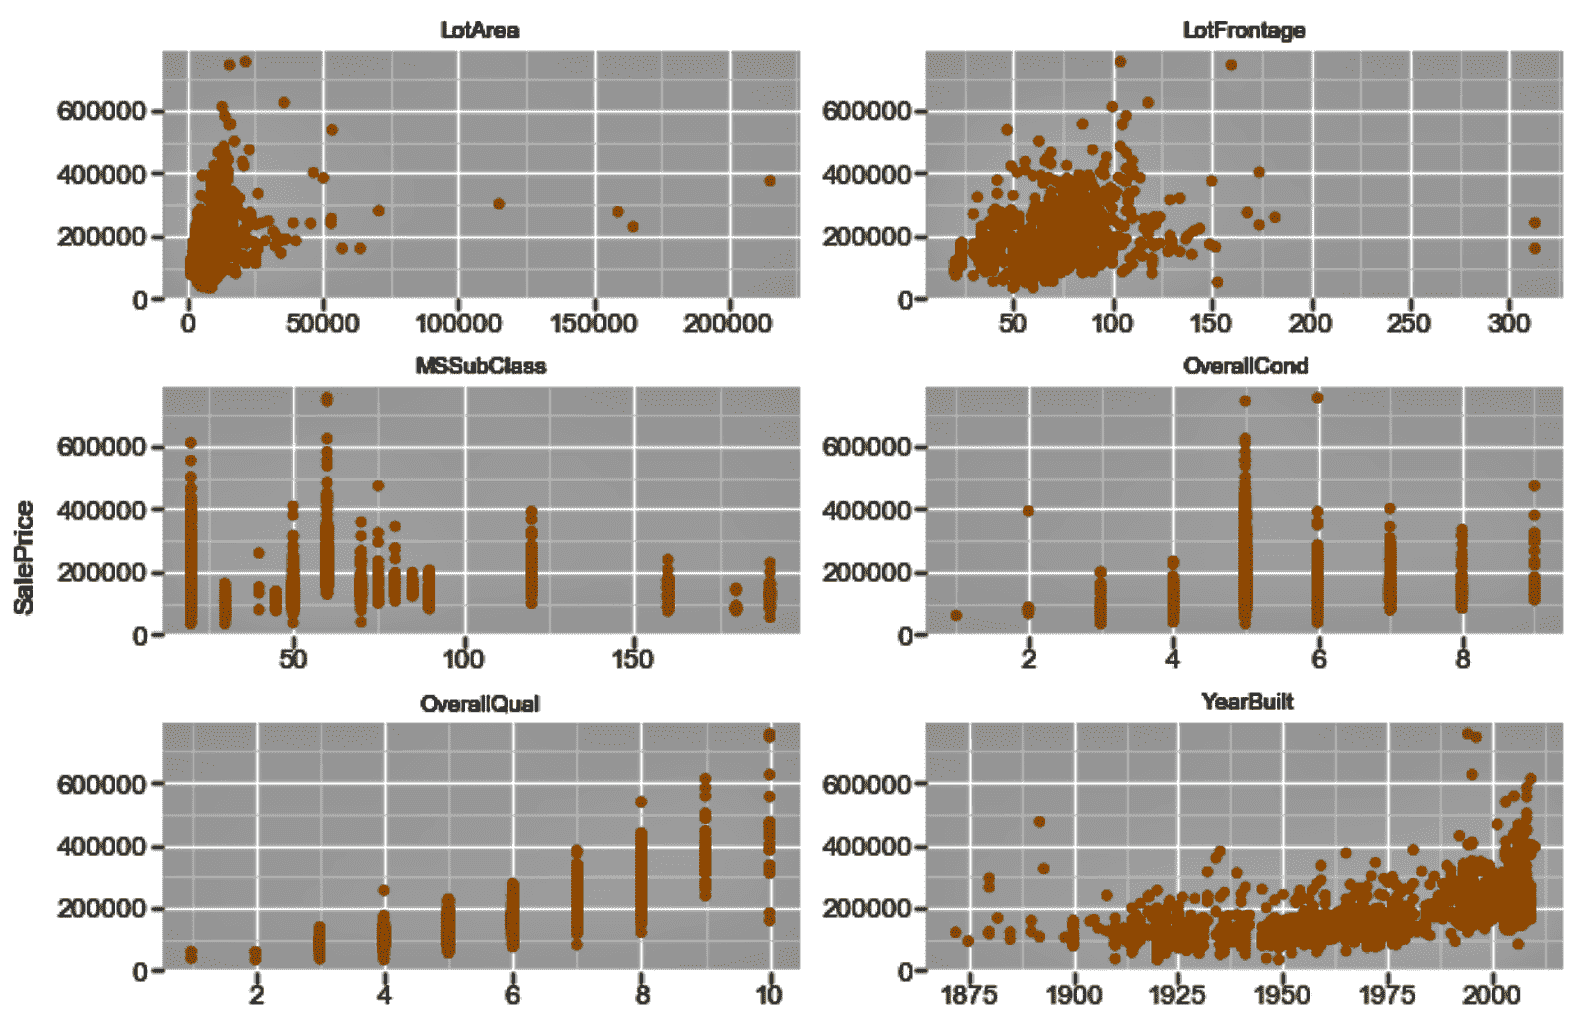 LotArea LotFrontage
600000 600000
400000 400000
200000 200000
0 0
0 50000 100000 150000 200000 50 100 150 200 250 300
MSSubClass OverallCond
600000 600000
400000 400000
200000 200000
0 0
50 100 150 2 4 6 8
SalePrice
OverallQual YearBuilt
600000 600000
400000 400000
200000 200000
0 0
2 4 6 8 10 1875 1900 1925 1950 1975 2000